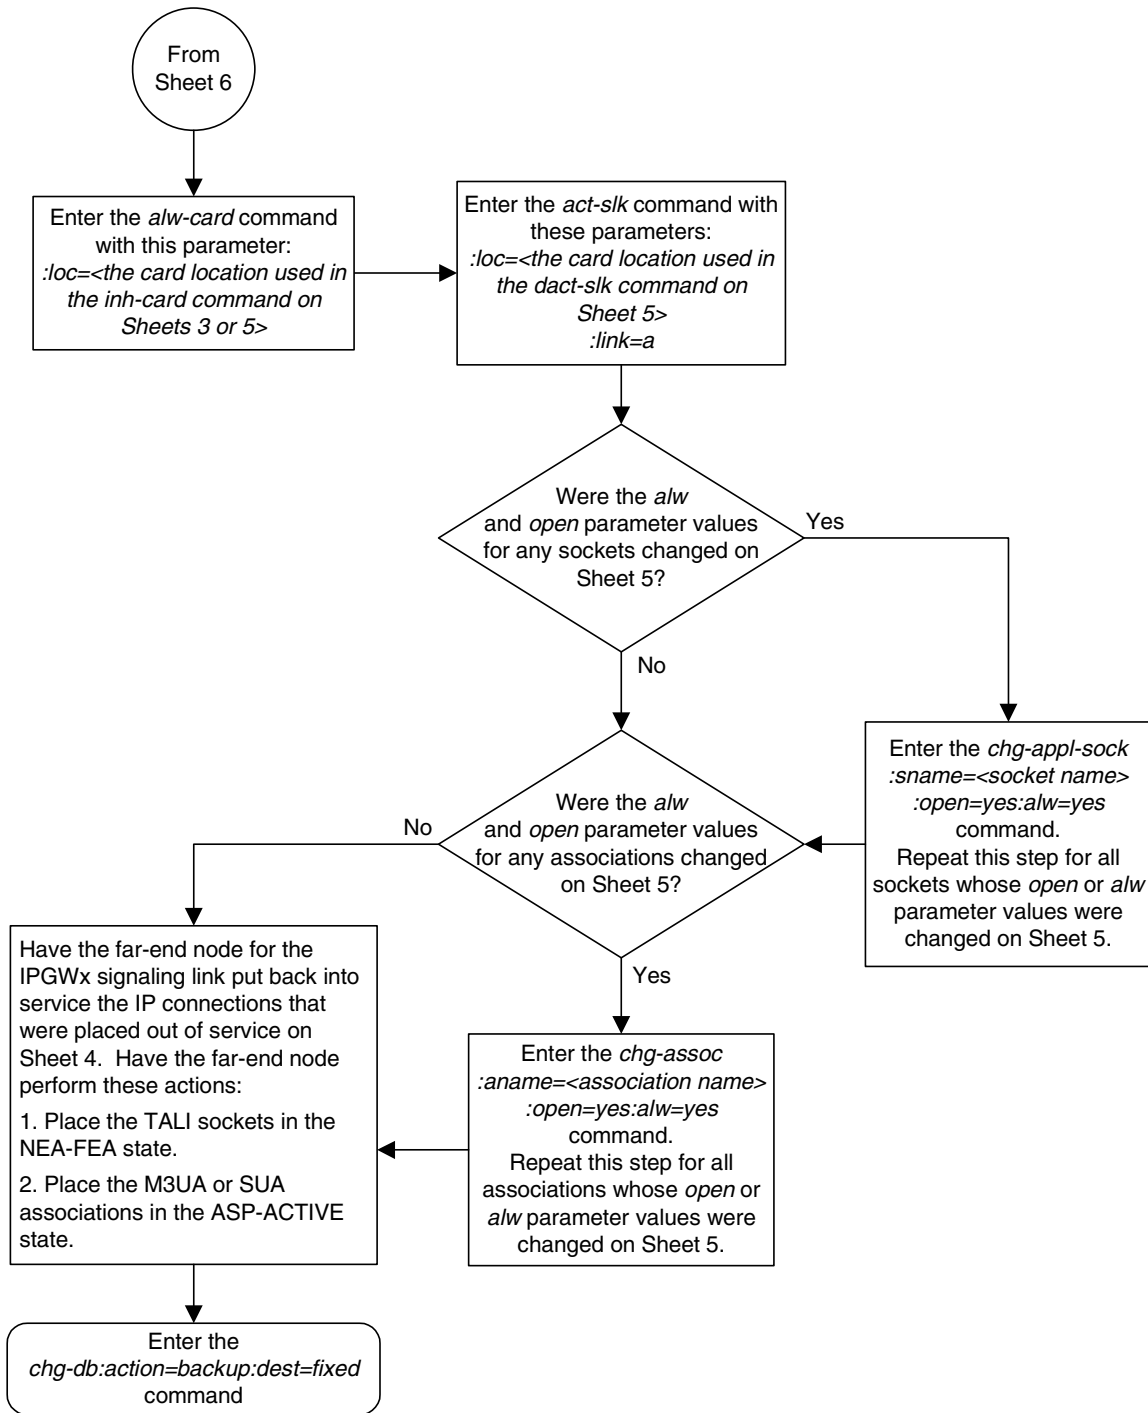 From
Sheet 6
Enter the alw-card command
with this parameter:
:loc=<the card location used in
the inh-card command on
Sheets 3 or 5>
Enter the act-slk command with
these parameters:
:loc=<the card location used in
the dact-slk command on
Sheet 5>
:link=a
Were the alw
and open parameter values
for any sockets changed on
Sheet 5?
Yes
No
Enter the chg-appl-sock
:sname=<socket name>
:open=yes:alw=yes
command.
Repeat this step for all
sockets whose open or alw
parameter values were
changed on Sheet 5.
Were the alw
and open parameter values
for any associations changed
on Sheet 5?
No
Yes
Enter the chg-assoc
:aname=<association name>
:open=yes:alw=yes
command.
Repeat this step for all
associations whose open or
alw parameter values were
changed on Sheet 5.
Have the far-end node for the
IPGWx signaling link put back into
service the IP connections that
were placed out of service on
Sheet 4.  Have the far-end node
perform these actions:
1. Place the TALI sockets in the
NEA-FEA state.
2. Place the M3UA or SUA
associations in the ASP-ACTIVE
state.
Enter the
chg-db:action=backup:dest=fixed
command